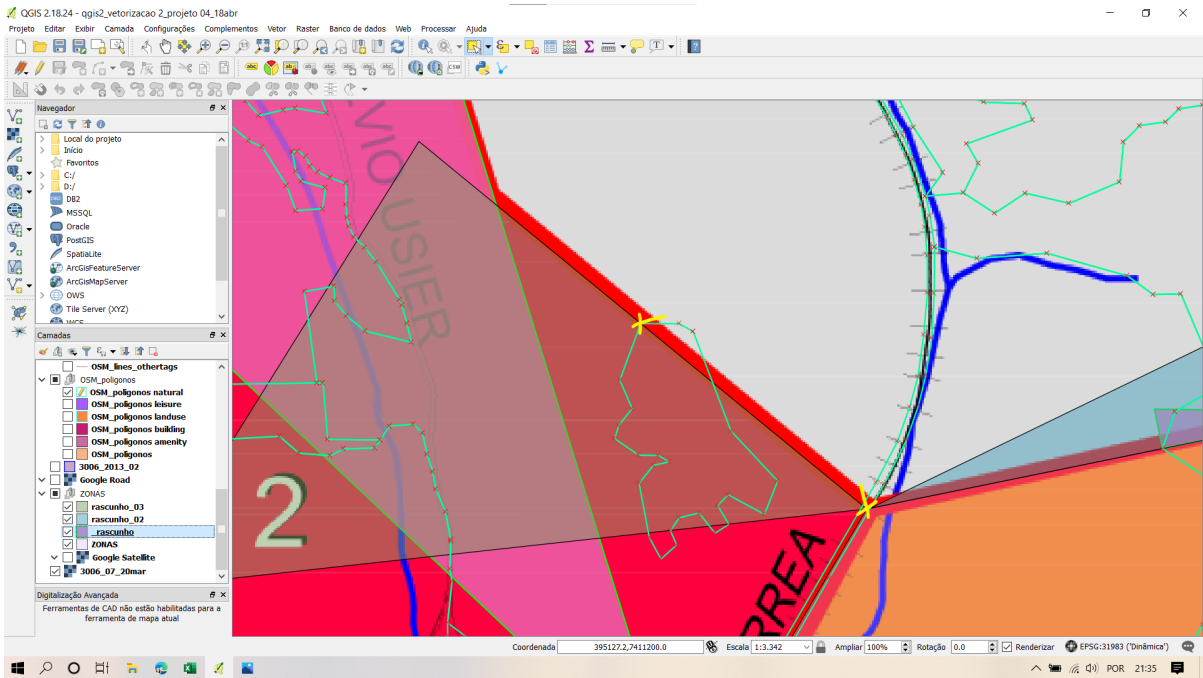 QGIS 2.18.24 - qgis2_vetorizacao 2_projeto 04_18abr
Projeto Editar Exibir Camada Configurações Complementos Vetor Raster Banco de dados Web Processar Ajuda
Navegador
Local do projeto
Início
Favoritos
C:/
D:/
DB2
MSSQL
Oracle
PostGIS
SpatiaLite
ArcGisFeatureServer
ArcGisMapServer
OWS
Tile Server (XYZ)
WCS
Camadas
OSM_lines_othertags
OSM_poligonos
OSM_poligonos natural
OSM_poligonos leisure
OSM_poligonos landuse
OSM_poligonos building
OSM_poligonos amenity
OSM_poligonos
3006_2013_02
Google Road
ZONAS
rascunho_03
rascunho_02
_rascunho
ZONAS
Google Satellite
3006_07_20mar
Digitalização Avançada
Ferramentas de CAD não estão habilitadas para a
ferramenta de mapa atual
VIO USIER
2
RREA
Coordenada 395127.2,7411200.0 Escala 1:3.342 Ampliar 100% Rotação 0.0 Renderizar EPSG:31983 ('Dinâmica')
POR 21:35